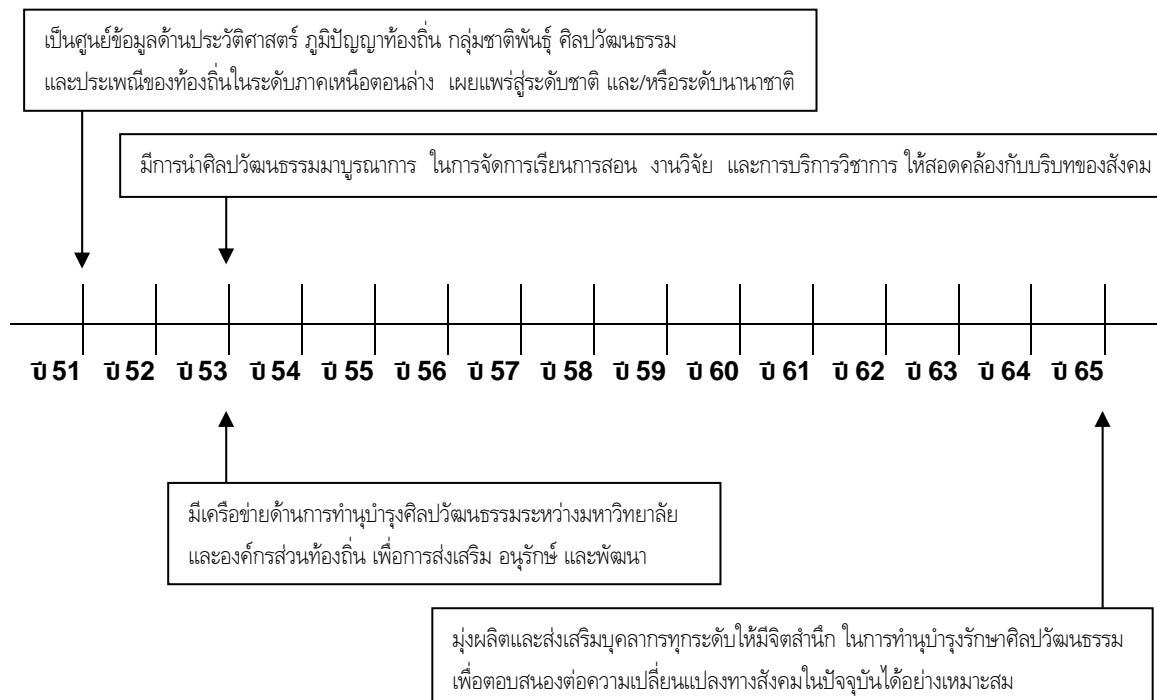 เป็นศูนย์ข้อมูลด้านประวัติศาสตร์ ภูมิปัญญาท้องถิ่น กลุ่มชาติพันธุ์ ศิลปวัฒนธรรม
และประเพณีของท้องถิ่นในระดับภาคเหนือตอนล่าง เผยแพร่สู่ระดับชาติ และ/หรือระดับนานาชาติ
มีการนำศิลปวัฒนธรรมมาบูรณาการ ในการจัดการเรียนการสอน งานวิจัย และการบริการวิชาการ ให้สอดคล้องกับบริบทของสังคม
ปี 51 ปี 52 ปี 53 ปี 54 ปี 55 ปี 56 ปี 57 ปี 58 ปี 59 ปี 60 ปี 61 ปี 62 ปี 63 ปี 64 ปี 65
มีเครือข่ายด้านการทำนุบำรุงศิลปวัฒนธรรมระหว่างมหาวิทยาลัย
และองค์กรส่วนท้องถิ่น เพื่อการส่งเสริม อนุรักษ์ และพัฒนา
มุ่งผลิตและส่งเสริมบุคลากรทุกระดับให้มีจิตสำนึก ในการทำนุบำรุงรักษาศิลปวัฒนธรรม
เพื่อตอบสนองต่อความเปลี่ยนแปลงทางสังคมในปัจจุบันได้อย่างเหมาะสม